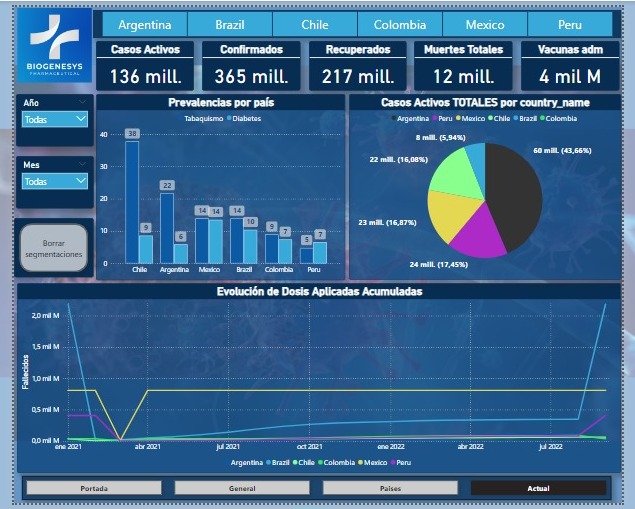 BIOGENESYS
PHARMACEUTICAL
Argentina Brazil Chile Colombia Mexico Peru
Casos Activos Confirmados Recuperados Muertes Totales Vacunas adm
136 mill. 365 mill. 217 mill. 12 mill. 4 mil M
Año
Todas
Mes
Todas
Borrar
segmentaciones
Prevalencias por país
Tabaquismo Diabetes
40
30
20
10
0
38
9
22
6
14
14
14
10
9
7
5
7
Chile Argentina Mexico Brazil Colombia Peru
Casos Activos TOTALES por country_name
Argentina Peru Mexico Chile Brazil Colombia
8 mill. (5,94%)
60 mill. (43,66%)
22 mill. (16,08%)
23 mill. (16,87%)
24 mill. (17,45%)
Evolución de Dosis Aplicadas Acumuladas
Fallecidos
2,0 mil M
1,5 mil M
1,0 mil M
0,5 mil M
0,0 mil M
ene 2021 abr 2021 jul 2021 oct 2021 ene 2022 abr 2022 jul 2022
Argentina Brazil Chile Colombia Mexico Peru
Portada General Paises Actual